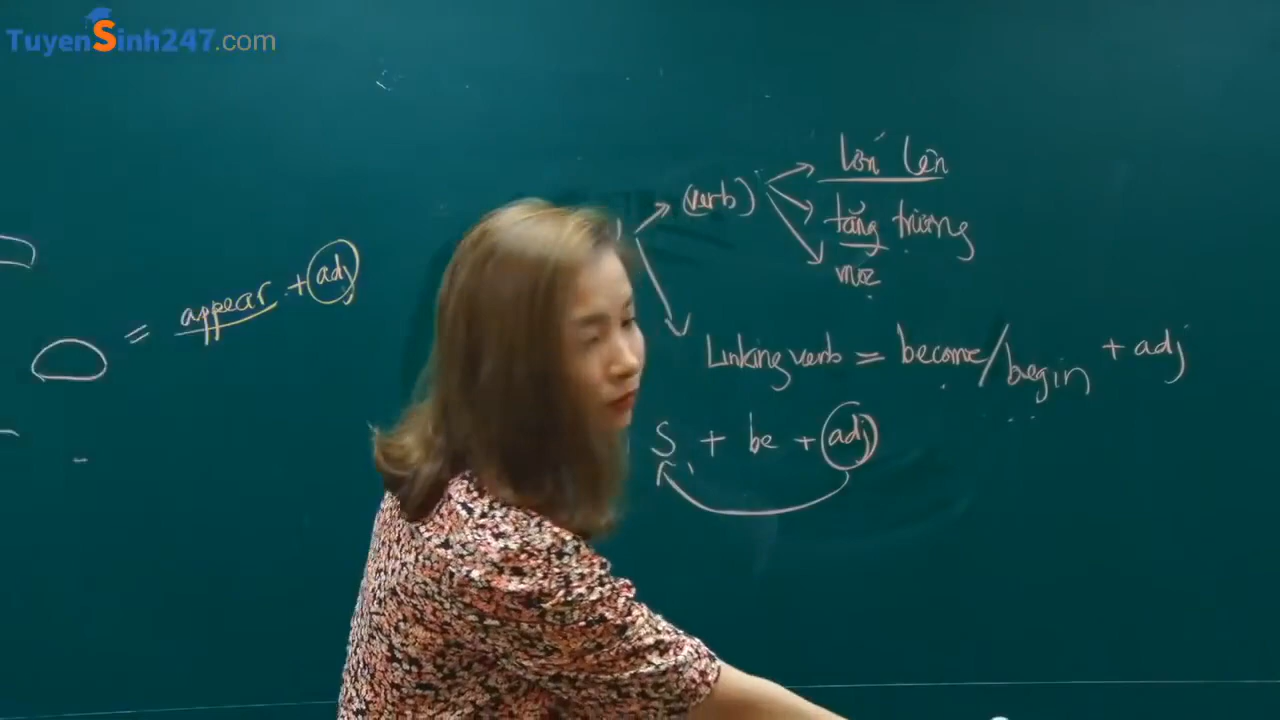 TuyenSinh247.com
(verb)
lớn lên
tăng trưởng
mọc
= appear + adj
Linking verb = become/begin + adj
S + be + adj